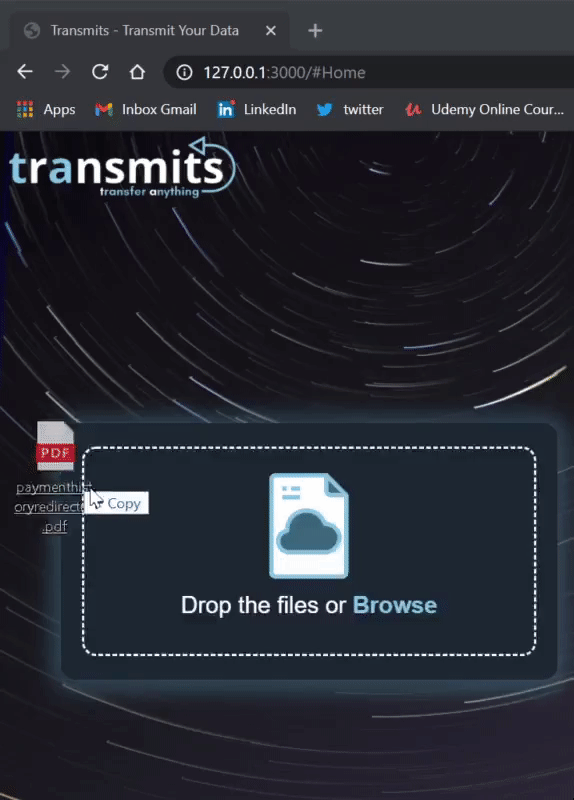 Transmits - Transmit Your Data
127.0.0.1:3000/#Home
Apps Inbox Gmail LinkedIn twitter Udemy Online Cour...
transmits
transfer anything
PDF
paymenthist
oryredirect
.pdf
Copy
Drop the files or Browse